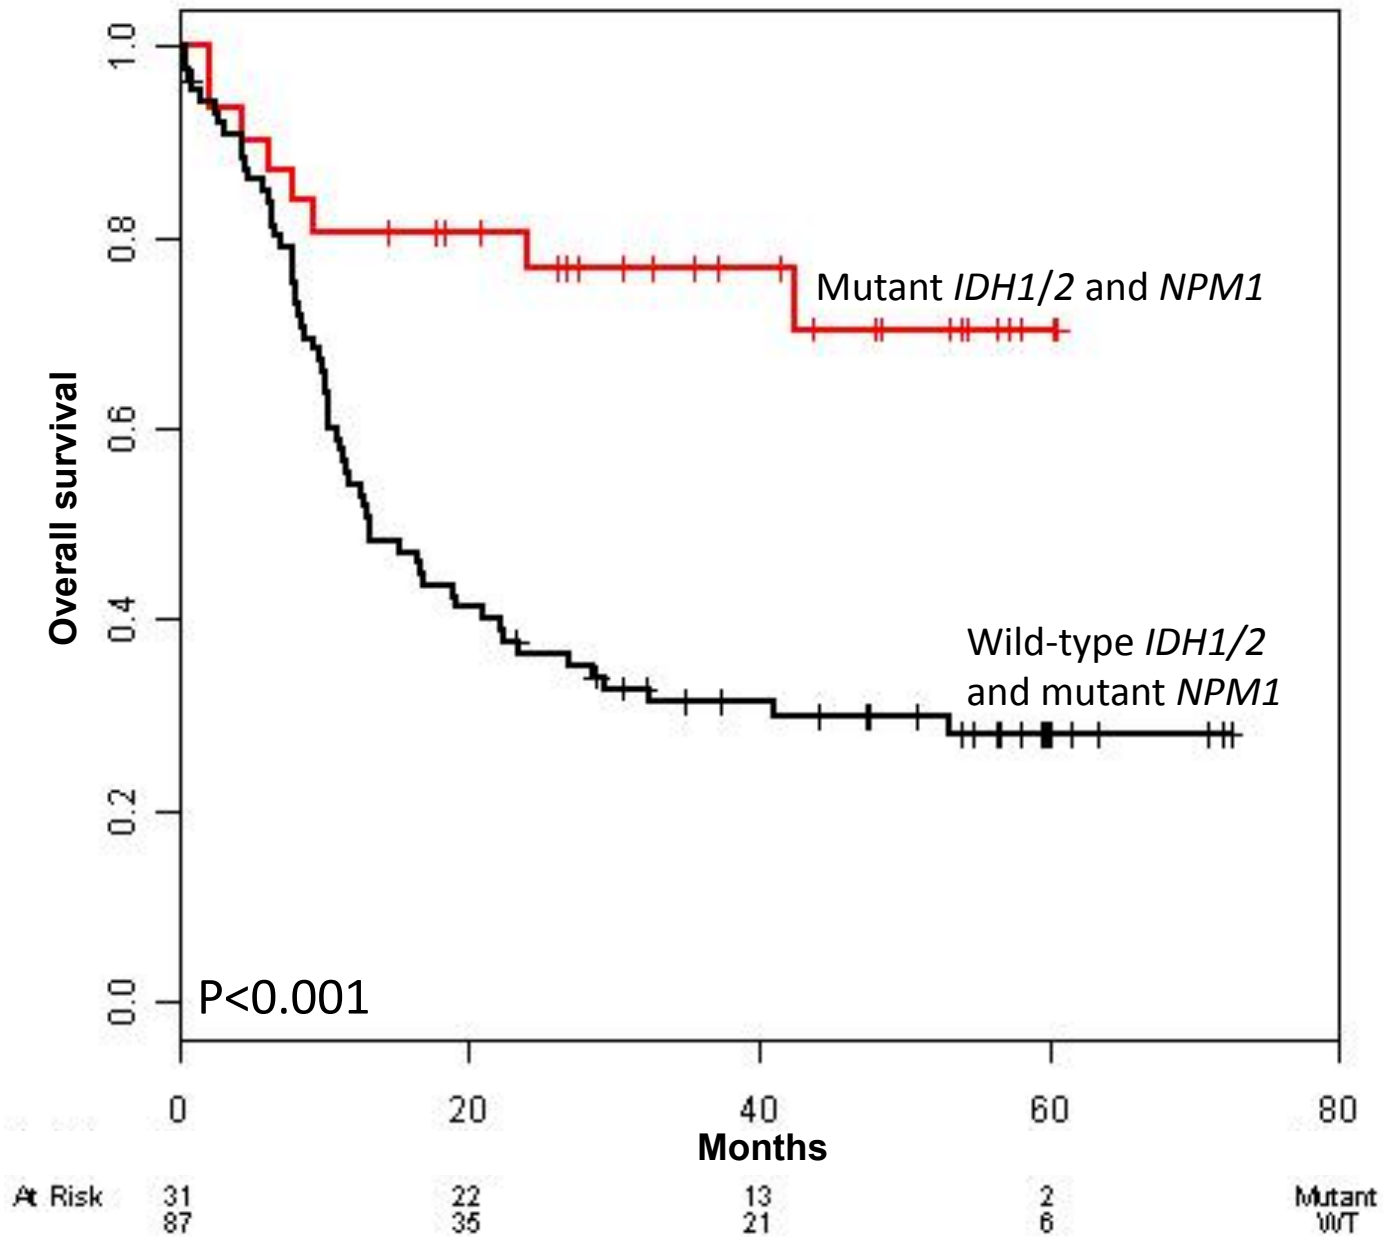 1.0
0.8
0.6
0.4
0.2
0.0
Overall survival
Mutant IDH1/2 and NPM1
Wild-type IDH1/2
and mutant NPM1
P<0.001
0 20 40 60 80
Months
At Risk 31 22 13 2 Mutant
87 35 21 6 WT